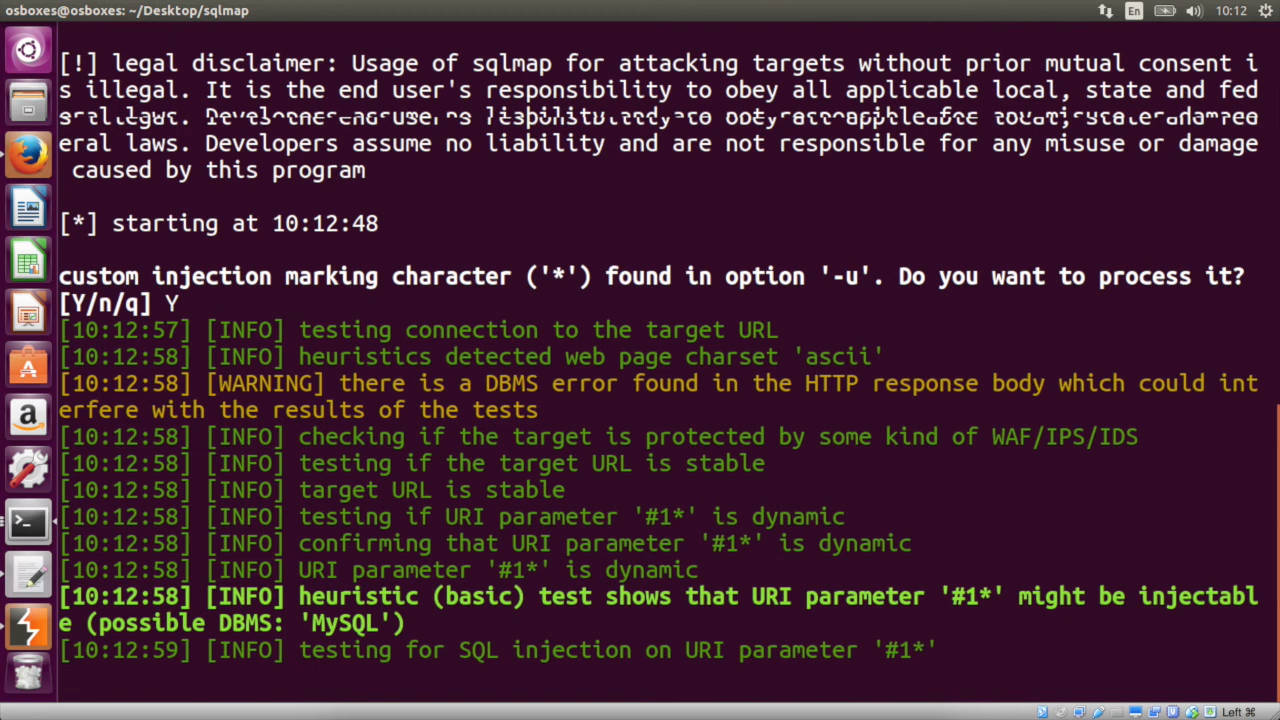 osboxes@osboxes: ~/Desktop/sqlmap
En
10:12
[!] legal disclaimer: Usage of sqlmap for attacking targets without prior mutual consent i
s illegal. It is the end user's responsibility to obey all applicable local, state and fed
eral laws. Developers assume no liability and are not responsible for any misuse or damage
caused by this program
[*] starting at 10:12:48
custom injection marking character ('*') found in option '-u'. Do you want to process it?
[Y/n/q] Y
[10:12:57] [INFO] testing connection to the target URL
[10:12:58] [INFO] heuristics detected web page charset 'ascii'
[10:12:58] [WARNING] there is a DBMS error found in the HTTP response body which could int
erfere with the results of the tests
[10:12:58] [INFO] checking if the target is protected by some kind of WAF/IPS/IDS
[10:12:58] [INFO] testing if the target URL is stable
[10:12:58] [INFO] target URL is stable
[10:12:58] [INFO] testing if URI parameter '#1*' is dynamic
[10:12:58] [INFO] confirming that URI parameter '#1*' is dynamic
[10:12:58] [INFO] URI parameter '#1*' is dynamic
[10:12:58] [INFO] heuristic (basic) test shows that URI parameter '#1*' might be injectabl
e (possible DBMS: 'MySQL')
[10:12:59] [INFO] testing for SQL injection on URI parameter '#1*'
Left ⌘